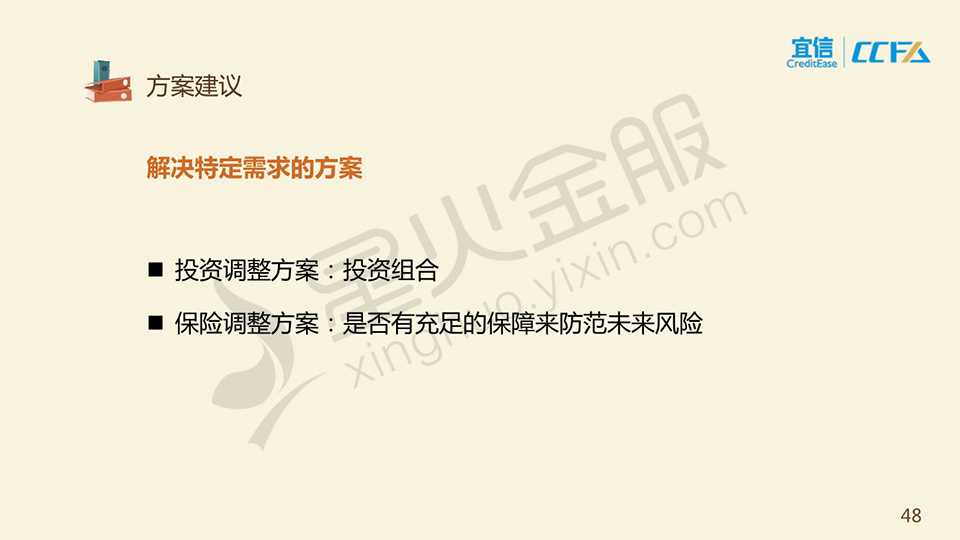 宜信
CreditEase
CCFA
方案建议
解决特定需求的方案
投资调整方案：投资组合
保险调整方案：是否有充足的保障来防范未来风险
星火金服
xinghuo.yixin.com
48